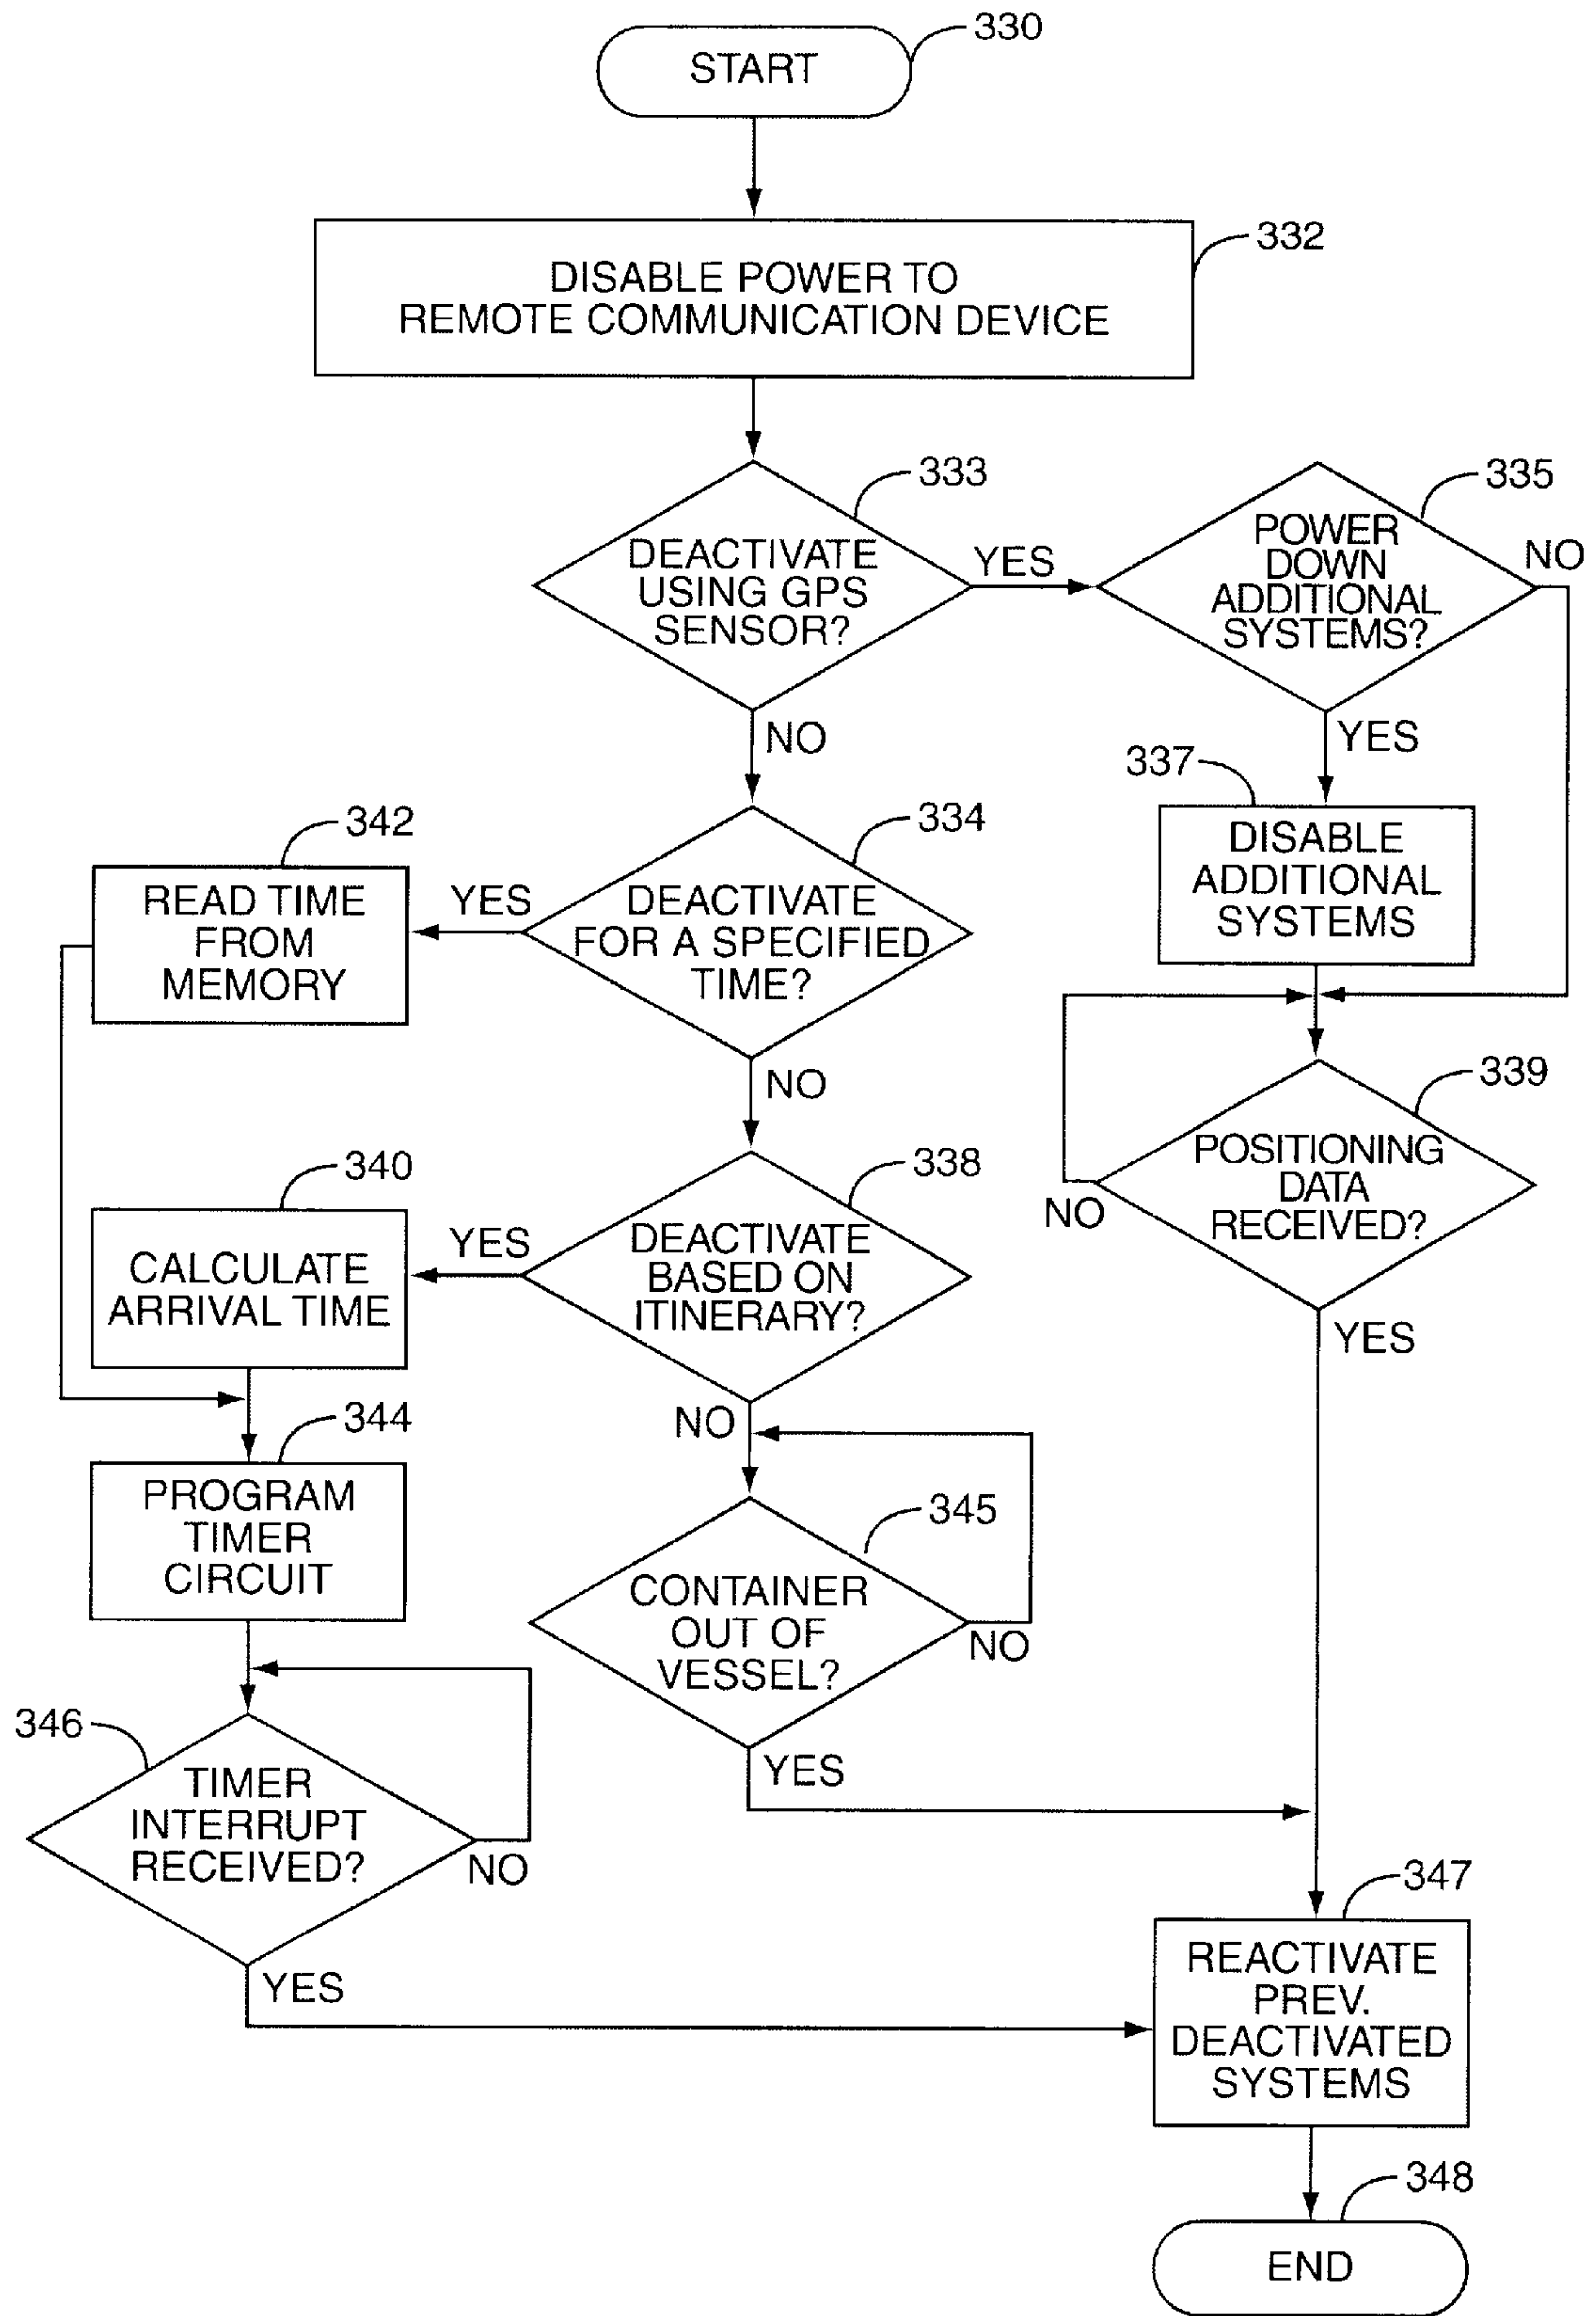 330
START
332
DISABLE POWER TO
REMOTE COMMUNICATION DEVICE
333
DEACTIVATE
USING GPS
SENSOR?
YES
NO
335
POWER
DOWN
ADDITIONAL
SYSTEMS?
NO
YES
337
DISABLE
ADDITIONAL
SYSTEMS
342
READ TIME
FROM
MEMORY
YES
334
DEACTIVATE
FOR A SPECIFIED
TIME?
NO
339
POSITIONING
DATA
RECEIVED?
NO
YES
340
CALCULATE
ARRIVAL TIME
YES
338
DEACTIVATE
BASED ON
ITINERARY?
NO
344
PROGRAM
TIMER
CIRCUIT
345
CONTAINER
OUT OF
VESSEL?
NO
YES
346
TIMER
INTERRUPT
RECEIVED?
NO
YES
347
REACTIVATE
PREV.
DEACTIVATED
SYSTEMS
348
END